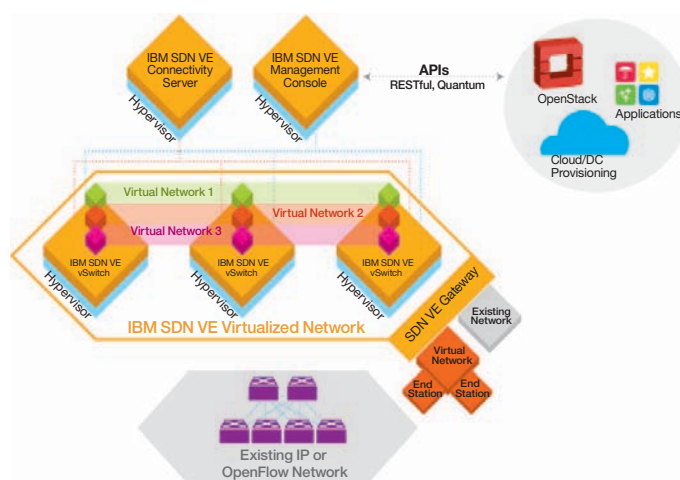 IBM SDN VE
Connectivity
Server
Hypervisor
IBM SDN VE
Management
Console
Hypervisor
APIs
RESTful, Quantum
OpenStack
Applications
Cloud/DC
Provisioning
Virtual Network 1
Virtual Network 2
Virtual Network 3
IBM SDN VE
vSwitch
Hypervisor
IBM SDN VE
vSwitch
Hypervisor
IBM SDN VE
vSwitch
Hypervisor
IBM SDN VE Virtualized Network
SDN VE Gateway
Existing
Network
Virtual
Network
End
Station
End
Station
Existing IP or
OpenFlow Network